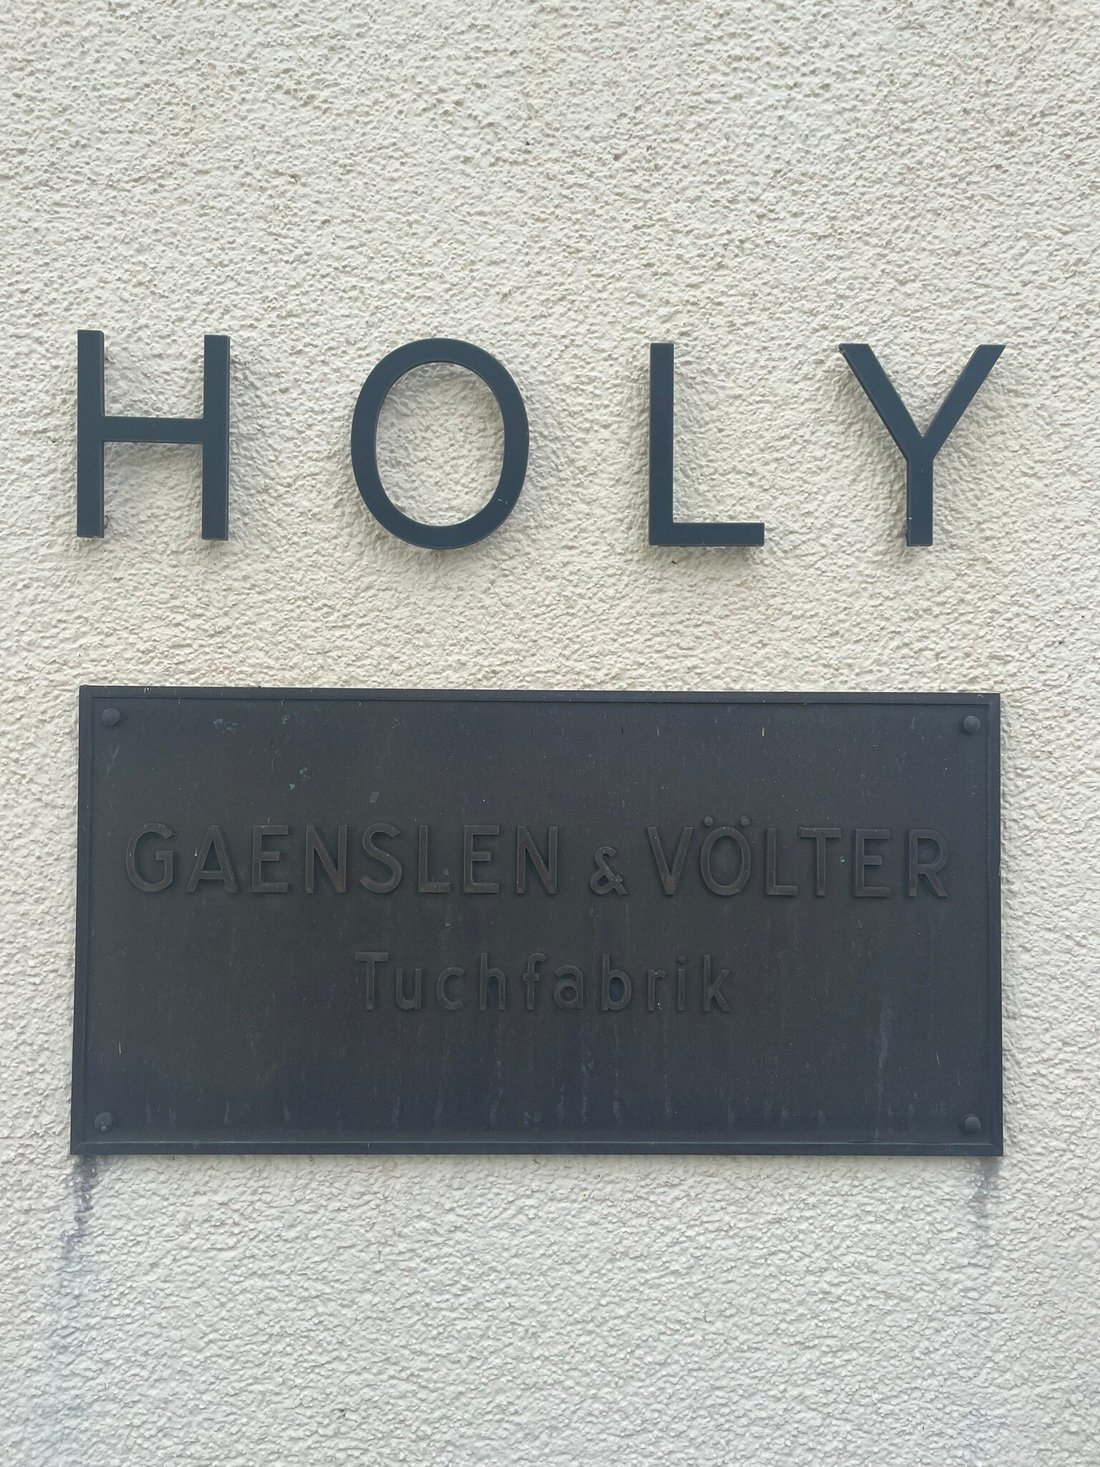 HOLY
GAENSLEN & VÖLTER
Tuchfabrik